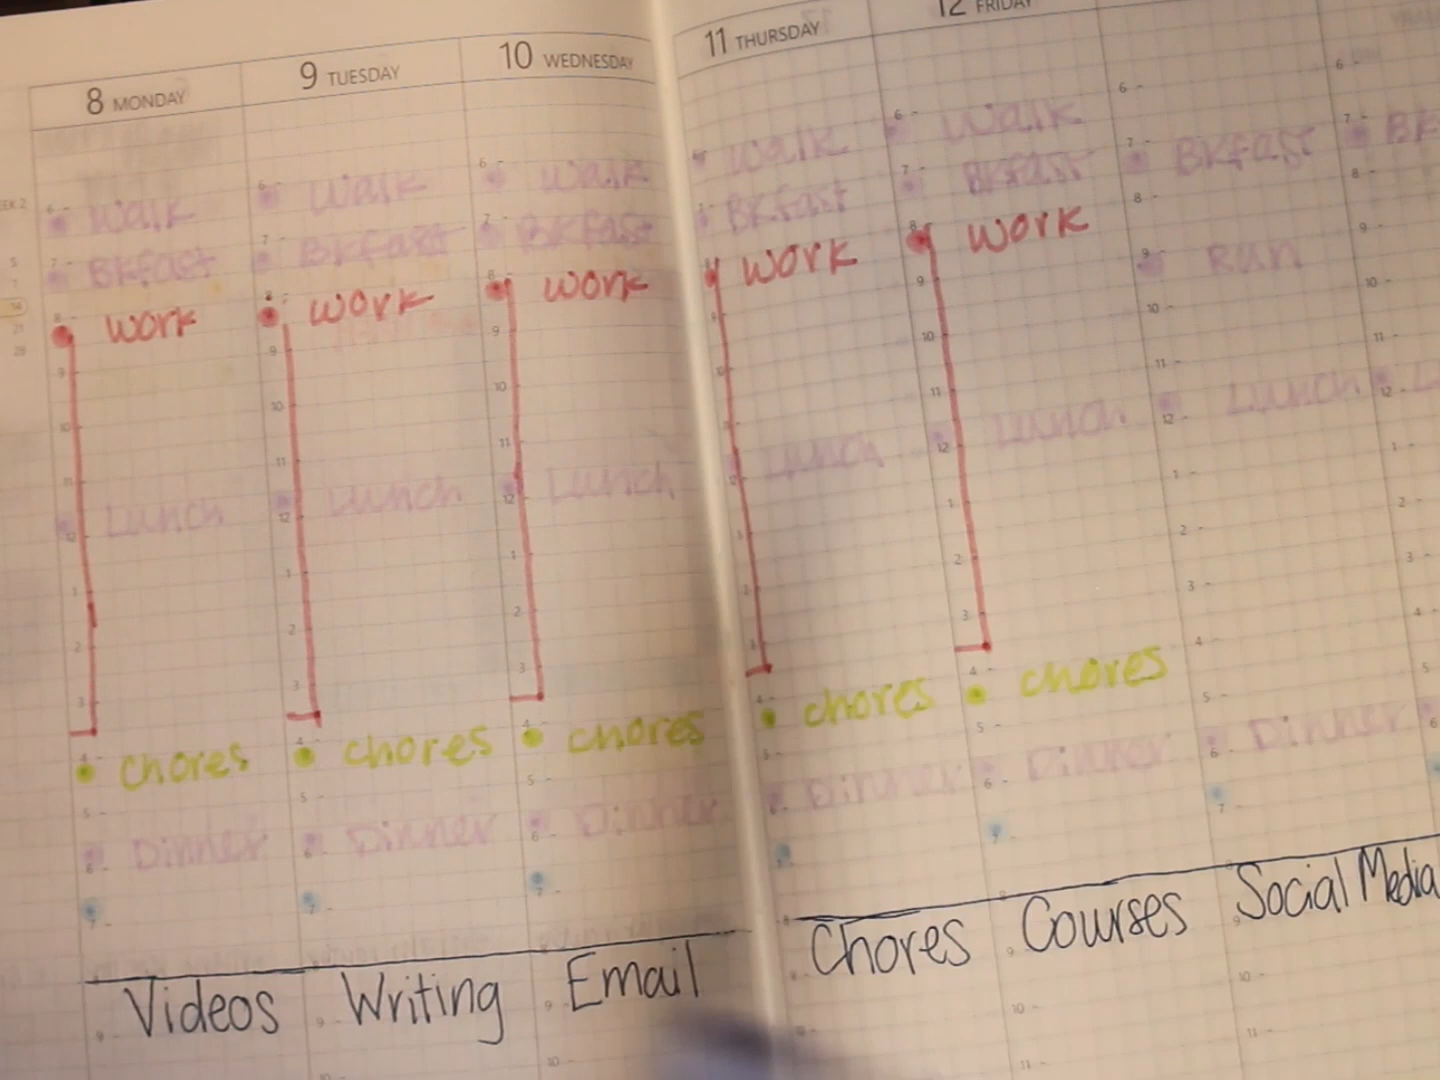 8 MONDAY
9 TUESDAY
10 WEDNESDAY
11 THURSDAY
12 FRIDAY
Walk
Walk
Walk
Walk
Walk
BKfast
BKfast
BKfast
BKfast
BKfast
BKfast
BK
Work
Work
Work
Work
Work
Run
Lunch
Lunch
Lunch
Lunch
Lunch
Lunch
L
Chores
Chores
Chores
Chores
Chores
Dinner
Dinner
Dinner
Dinner
Dinner
Dinner
Videos
Writing
Email
Chores
Courses
Social Media